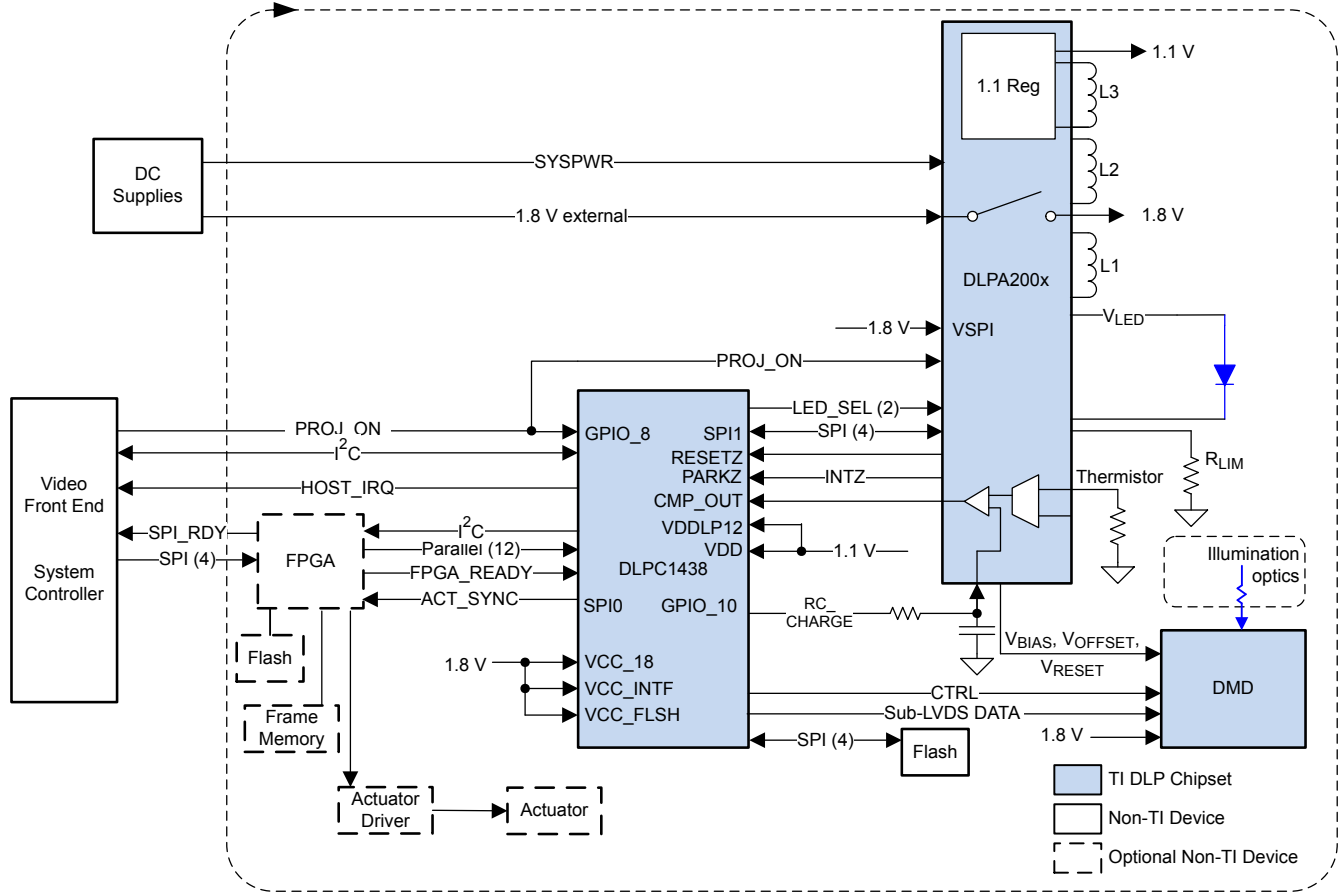 1.1 Reg
1.1 V
L3
DC
Supplies
SYSPWR
L2
1.8 V external
1.8 V
L1
DLPA200x
VLED
1.8 V
VSPI
PROJ_ON
Video
Front End
System
Controller
PROJ_ON
I2C
HOST_IRQ
SPI_RDY
SPI (4)
FPGA
I2C
Parallel (12)
FPGA_READY
ACT_SYNC
GPIO_8
SPI1
RESETZ
PARKZ
CMP_OUT
VDDLP12
VDD
DLPC1438
SPI0
GPIO_10
LED_SEL (2)
SPI (4)
INTZ
1.1 V
Thermistor
RLIM
Illumination
optics
RC_
CHARGE
Flash
Frame
Memory
1.8 V
VCC_18
VCC_INTF
VCC_FLSH
VBIAS, VOFFSET,
VRESET
CTRL
Sub-LVDS DATA
1.8 V
DMD
SPI (4)
Flash
Actuator
Driver
Actuator
TI DLP Chipset
Non-TI Device
Optional Non-TI Device